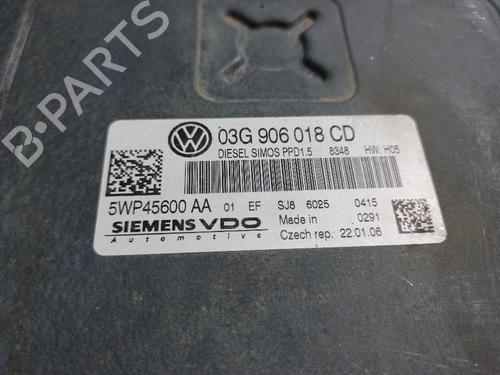 03G 906 018 CD
DIESEL SIMOS PPD1.5 8348 HW: H05
5WP45600 AA 01 EF SJ8 6025 0415
SIEMENS VDO Made in 0291
Automotive Czech rep. 22.01.06
B-PARTS